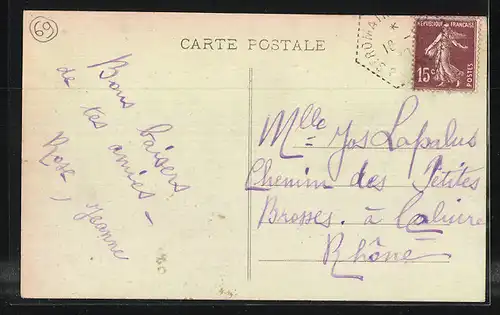 69
CARTE POSTALE
REPUBLIQUE FRANÇAISE
15c
POSTES
Bons baisers
de tes amies -
Rose, Jeanne
Mlle Jos Lapalus
Chemin des Petites
Brosses. à Caluire
Rhône